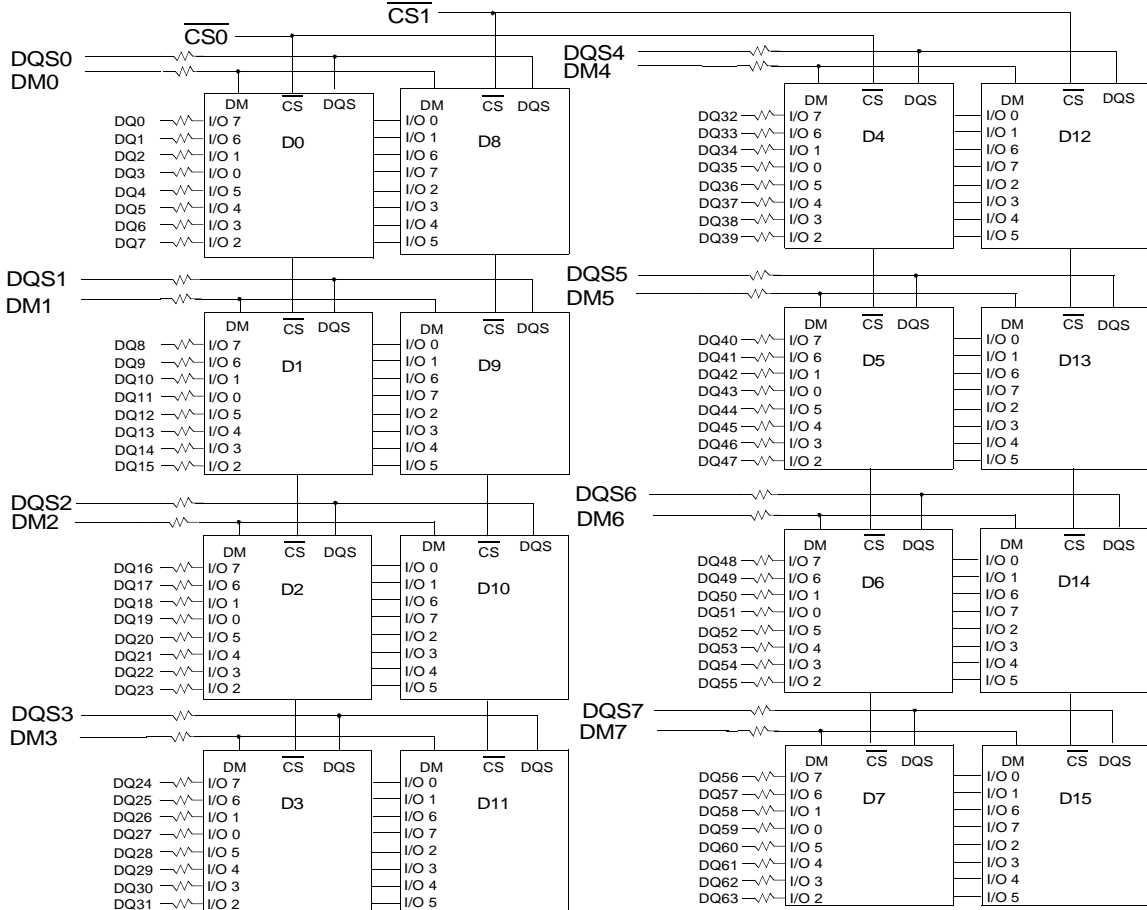 CS1
CS0
DQS0
DM0
DM CS DQS
DQ0 I/O 7
DQ1 I/O 6
DQ2 I/O 1
DQ3 I/O 0
DQ4 I/O 5
DQ5 I/O 4
DQ6 I/O 3
DQ7 I/O 2
D0
DM CS DQS
I/O 0
I/O 1
I/O 6
I/O 7
I/O 2
I/O 3
I/O 4
I/O 5
D8
DQS1
DM1
DM CS DQS
DQ8 I/O 7
DQ9 I/O 6
DQ10 I/O 1
DQ11 I/O 0
DQ12 I/O 5
DQ13 I/O 4
DQ14 I/O 3
DQ15 I/O 2
D1
DM CS DQS
I/O 0
I/O 1
I/O 6
I/O 7
I/O 2
I/O 3
I/O 4
I/O 5
D9
DQS2
DM2
DM CS DQS
DQ16 I/O 7
DQ17 I/O 6
DQ18 I/O 1
DQ19 I/O 0
DQ20 I/O 5
DQ21 I/O 4
DQ22 I/O 3
DQ23 I/O 2
D2
DM CS DQS
I/O 0
I/O 1
I/O 6
I/O 7
I/O 2
I/O 3
I/O 4
I/O 5
D10
DQS3
DM3
DM CS DQS
DQ24 I/O 7
DQ25 I/O 6
DQ26 I/O 1
DQ27 I/O 0
DQ28 I/O 5
DQ29 I/O 4
DQ30 I/O 3
DQ31 I/O 2
D3
DM CS DQS
I/O 0
I/O 1
I/O 6
I/O 7
I/O 2
I/O 3
I/O 4
I/O 5
D11
DQS4
DM4
DM CS DQS
DQ32 I/O 7
DQ33 I/O 6
DQ34 I/O 1
DQ35 I/O 0
DQ36 I/O 5
DQ37 I/O 4
DQ38 I/O 3
DQ39 I/O 2
D4
DM CS DQS
I/O 0
I/O 1
I/O 6
I/O 7
I/O 2
I/O 3
I/O 4
I/O 5
D12
DQS5
DM5
DM CS DQS
DQ40 I/O 7
DQ41 I/O 6
DQ42 I/O 1
DQ43 I/O 0
DQ44 I/O 5
DQ45 I/O 4
DQ46 I/O 3
DQ47 I/O 2
D5
DM CS DQS
I/O 0
I/O 1
I/O 6
I/O 7
I/O 2
I/O 3
I/O 4
I/O 5
D13
DQS6
DM6
DM CS DQS
DQ48 I/O 7
DQ49 I/O 6
DQ50 I/O 1
DQ51 I/O 0
DQ52 I/O 5
DQ53 I/O 4
DQ54 I/O 3
DQ55 I/O 2
D6
DM CS DQS
I/O 0
I/O 1
I/O 6
I/O 7
I/O 2
I/O 3
I/O 4
I/O 5
D14
DQS7
DM7
DM CS DQS
DQ56 I/O 7
DQ57 I/O 6
DQ58 I/O 1
DQ59 I/O 0
DQ60 I/O 5
DQ61 I/O 4
DQ62 I/O 3
DQ63 I/O 2
D7
DM CS DQS
I/O 0
I/O 1
I/O 6
I/O 7
I/O 2
I/O 3
I/O 4
I/O 5
D15